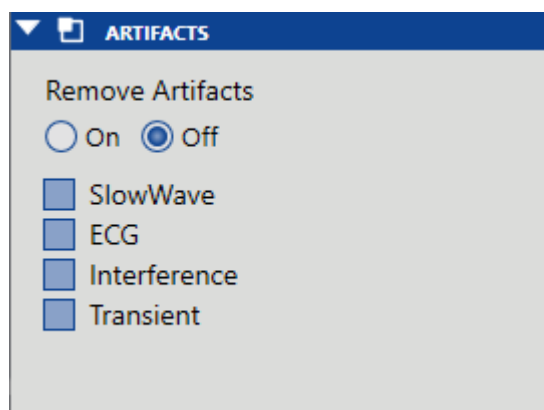 ARTIFACTS
Remove Artifacts
On Off
SlowWave
ECG
Interference
Transient